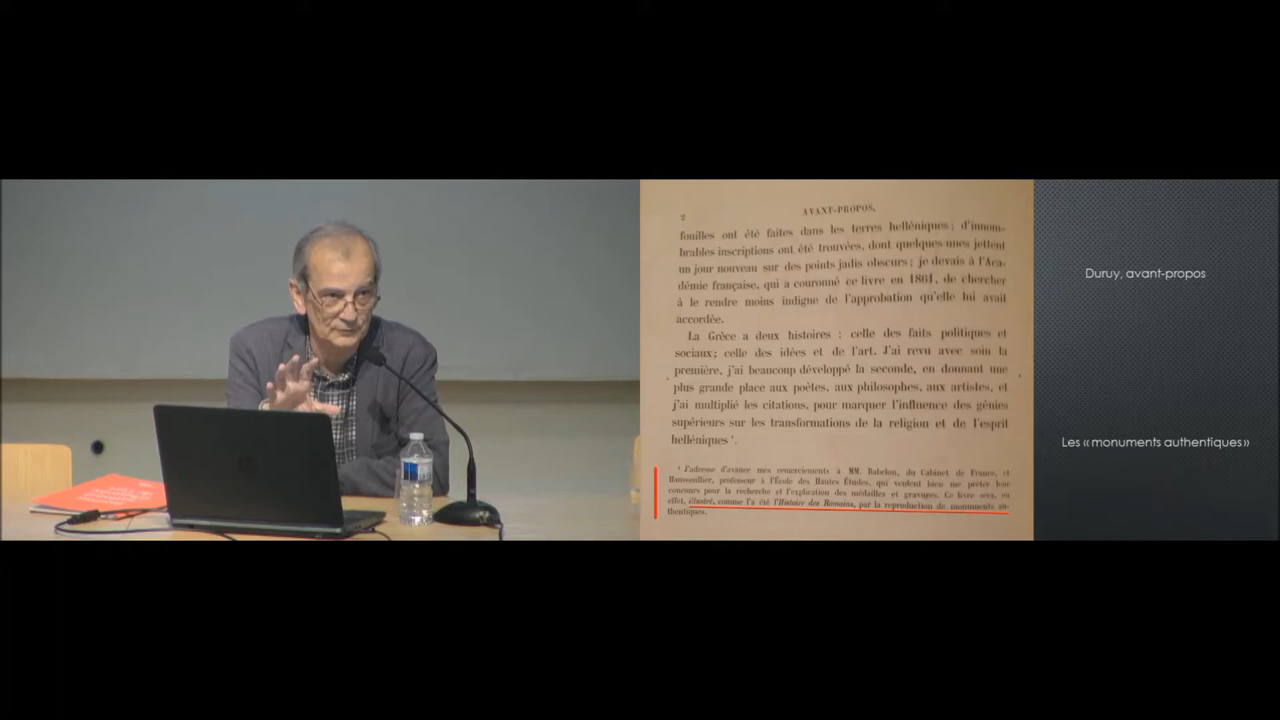 2
AVANT-PROPOS.
fouilles ont été faites dans les terres helléniques; d'innom-
brables inscriptions ont été trouvées, dont quelques-unes jettent
un jour nouveau sur des points jadis obscurs; je devais à l'Aca-
démie française, qui a couronné ce livre en 1861, de chercher
à le rendre moins indigne de l'approbation qu'elle lui avait
accordée.
La Grèce a deux histoires : celle des faits politiques et
sociaux; celle des idées et de l'art. J'ai revu avec soin la
première, j'ai beaucoup développé la seconde, en donnant une
plus grande place aux poètes, aux philosophes, aux artistes, et
j'ai multiplié les citations, pour marquer l'influence des génies
supérieurs sur les transformations de la religion et de l'esprit
helléniques ¹.
¹ J'adresse d'avance mes remerciements à MM. Babelon, du Cabinet de France, et
Haussoullier, professeur à l'École des Hautes Études, qui veulent bien me prêter leur
concours pour la recherche et l'explication des médailles et gravures. Ce livre sera, en
effet, illustré, comme l'a été l'Histoire des Romains, par la reproduction de monuments au-
thentiques.
Duruy, avant-propos
Les « monuments authentiques »